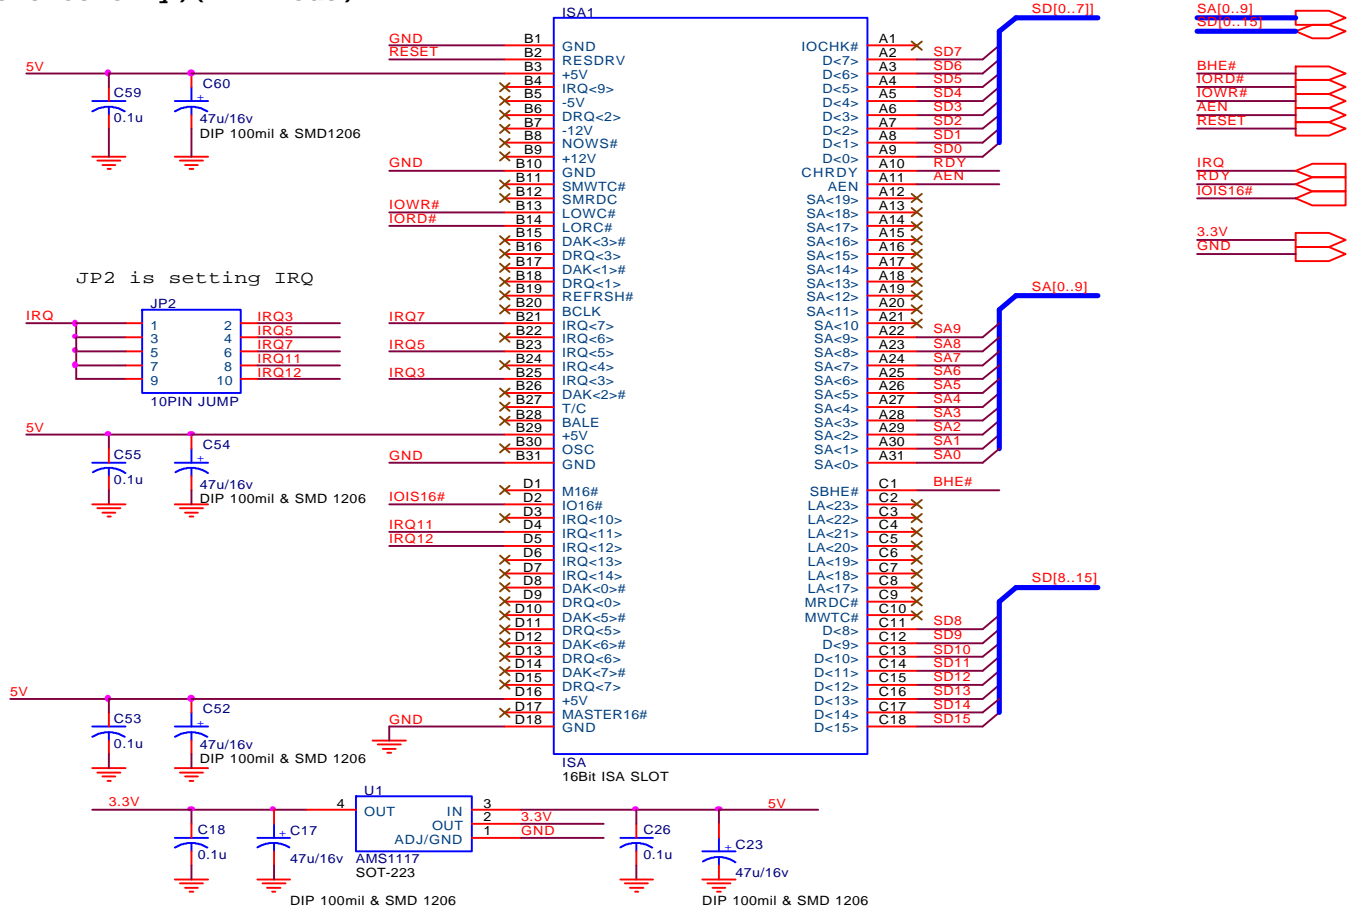 ISA1
SD[0..7]]
SA[0..9]
SD[0..15]
GND B1 GND IOCHK# A1
RESET B2 RESDRV D<7> A2 SD7
5V B3 +5V D<6> A3 SD6
B4 IRQ<9> D<5> A4 SD5
B5 -5V D<4> A5 SD4
B6 DRQ<2> D<3> A6 SD3
B7 -12V D<2> A7 SD2
B8 NOWS# D<1> A8 SD1
B9 +12V D<0> A9 SD0
GND B10 GND CHRDY A10 RDY
B11 SMWTC# AEN A11 AEN
B12 SMRDC SA<19> A12
IOWR# B13 LOWC# SA<18> A13
IORD# B14 LORC# SA<17> A14
B15 DAK<3># SA<16> A15
B16 DRQ<3> SA<15> A16
B17 DAK<1># SA<14> A17
B18 DRQ<1> SA<13> A18
B19 REFRSH# SA<12> A19
B20 BCLK SA<11> A20
IRQ7 B21 IRQ<7> SA<10 A21
B22 IRQ<6> SA<9> A22 SA9
IRQ5 B23 IRQ<5> SA<8> A23 SA8
B24 IRQ<4> SA<7> A24 SA7
IRQ3 B25 IRQ<3> SA<6> A25 SA6
B26 DAK<2># SA<5> A26 SA5
B27 T/C SA<4> A27 SA4
B28 BALE SA<3> A28 SA3
5V B29 +5V SA<2> A29 SA2
B30 OSC SA<1> A30 SA1
GND B31 GND SA<0> A31 SA0
D1 M16# SBHE# C1 BHE#
IOIS16# D2 IO16# LA<23> C2
D3 IRQ<10> LA<22> C3
IRQ11 D4 IRQ<11> LA<21> C4
IRQ12 D5 IRQ<12> LA<20> C5
D6 IRQ<13> LA<19> C6
D7 IRQ<14> LA<18> C7
D8 DAK<0># LA<17> C8
D9 DRQ<0> MRDC# C9
D10 DAK<5># MWTC# C10
D11 DRQ<5> D<8> C11 SD8
D12 DAK<6># D<9> C12 SD9
D13 DRQ<6> D<10> C13 SD10
D14 DAK<7># D<11> C14 SD11
D15 DRQ<7> D<12> C15 SD12
5V D16 +5V D<13> C16 SD13
D17 MASTER16# D<14> C17 SD14
GND D18 GND D<15> C18 SD15
ISA
16Bit ISA SLOT
BHE#
IORD#
IOWR#
AEN
RESET
IRQ
RDY
IOIS16#
3.3V
GND
SA[0..9]
SD[8..15]
C59 C60
0.1u 47u/16v
DIP 100mil & SMD1206
JP2 is setting IRQ
JP2
IRQ 1 2 IRQ3
3 4 IRQ5
5 6 IRQ7
7 8 IRQ11
9 10 IRQ12
10PIN JUMP
C55 C54
0.1u 47u/16v
DIP 100mil & SMD 1206
C53 C52
0.1u 47u/16v
DIP 100mil & SMD 1206
U1
3.3V 4 OUT IN 3 5V
OUT 2 3.3V
ADJ/GND 1 GND
AMS1117
SOT-223
C18 C17 C26 C23
0.1u 47u/16v 0.1u 47u/16v
DIP 100mil & SMD 1206 DIP 100mil & SMD 1206